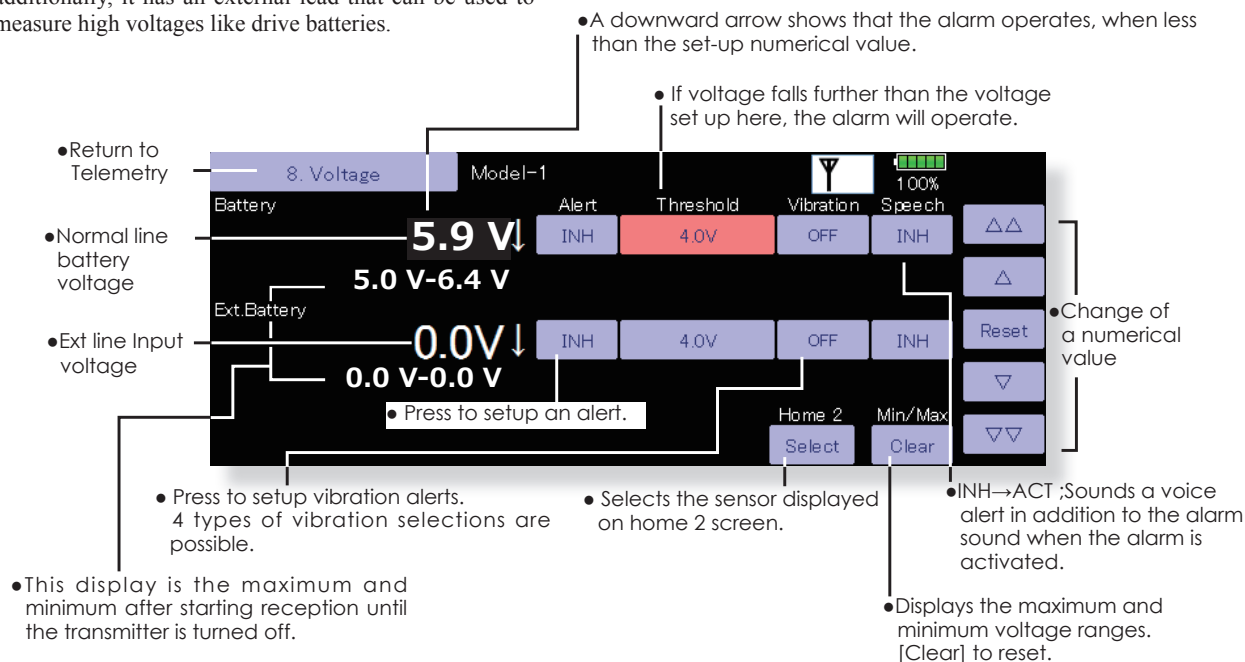 additionally, it has an external lead that can be used to
measure high voltages like drive batteries.
●A downward arrow shows that the alarm operates, when less
than the set-up numerical value.
● If voltage falls further than the voltage
set up here, the alarm will operate.
●Return to
Telemetry
●Normal line
battery
voltage
●Ext line Input
voltage
8. Voltage
Model-1
100%
Battery
Alert
Threshold
Vibration
Speech
5.9 V↓
INH
4.0V
OFF
INH
△△
5.0 V-6.4 V
△
Ext.Battery
0.0V↓
INH
4.0V
OFF
INH
Reset
0.0 V-0.0 V
▽
● Press to setup an alert.
Home 2
Min/Max
Select
Clear
▽▽
●Change of
a numerical
value
● Press to setup vibration alerts.
4 types of vibration selections are
possible.
● Selects the sensor displayed
on home 2 screen.
●INH→ACT ;Sounds a voice
alert in addition to the alarm
sound when the alarm is
activated.
●This display is the maximum and
minimum after starting reception until
the transmitter is turned off.
●Displays the maximum and
minimum voltage ranges.
[Clear] to reset.